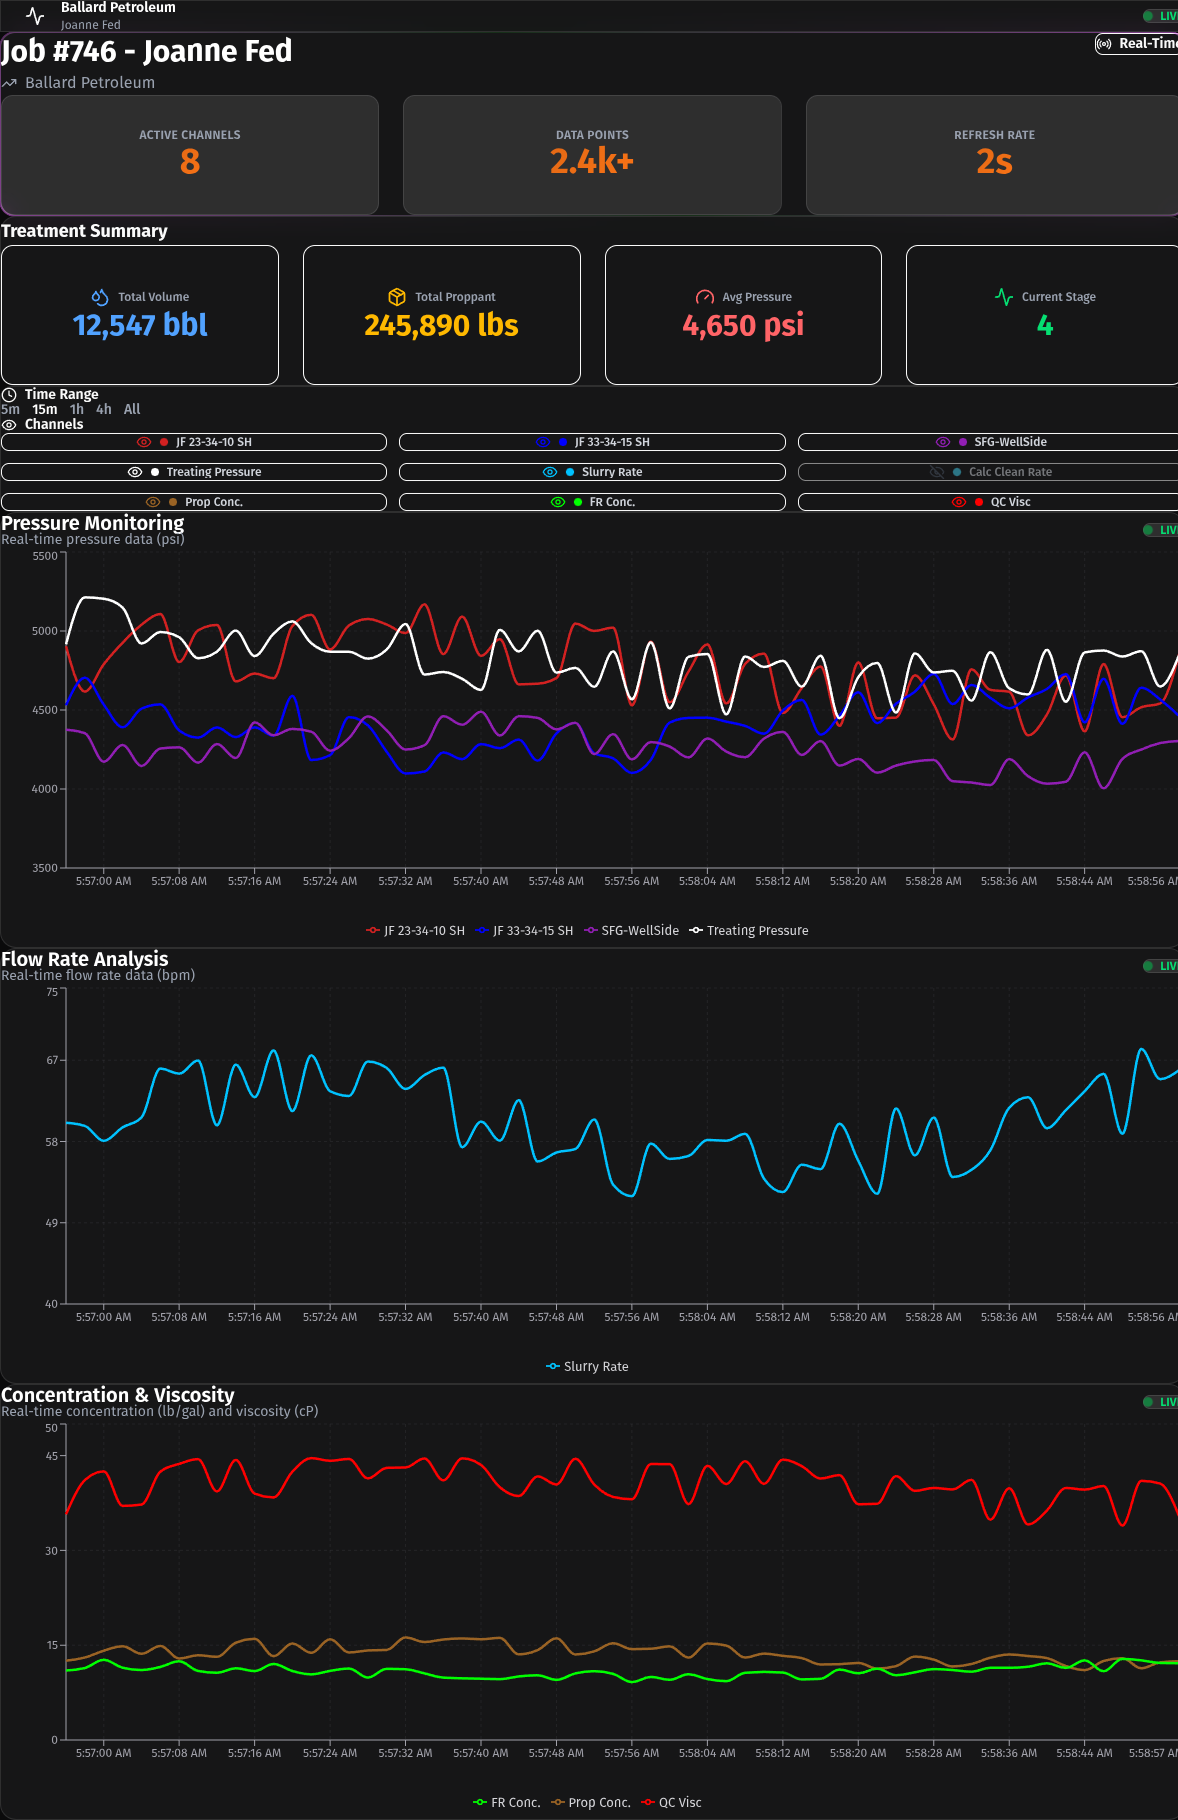 Ballard Petroleum
Joanne Fed
LIV
Job #746 - Joanne Fed
Real-Time
Ballard Petroleum
ACTIVE CHANNELS
8
DATA POINTS
2.4k+
REFRESH RATE
2s
Treatment Summary
Total Volume
12,547 bbl
Total Proppant
245,890 lbs
Avg Pressure
4,650 psi
Current Stage
4
Time Range
5m 15m 1h 4h All
Channels
JF 23-34-10 SH
JF 33-34-15 SH
SFG-WellSide
Treating Pressure
Slurry Rate
Calc Clean Rate
Prop Conc.
FR Conc.
QC Visc
Pressure Monitoring
Real-time pressure data (psi)
LIV
5500
5000
4500
4000
3500
5:57:00 AM 5:57:08 AM 5:57:16 AM 5:57:24 AM 5:57:32 AM 5:57:40 AM 5:57:48 AM 5:57:56 AM 5:58:04 AM 5:58:12 AM 5:58:20 AM 5:58:28 AM 5:58:36 AM 5:58:44 AM 5:58:56 AM
JF 23-34-10 SH JF 33-34-15 SH SFG-WellSide Treating Pressure
Flow Rate Analysis
Real-time flow rate data (bpm)
LIV
75
67
58
49
40
5:57:00 AM 5:57:08 AM 5:57:16 AM 5:57:24 AM 5:57:32 AM 5:57:40 AM 5:57:48 AM 5:57:56 AM 5:58:04 AM 5:58:12 AM 5:58:20 AM 5:58:28 AM 5:58:36 AM 5:58:44 AM 5:58:56 AM
Slurry Rate
Concentration & Viscosity
Real-time concentration (lb/gal) and viscosity (cP)
LIV
50
45
30
15
0
5:57:00 AM 5:57:08 AM 5:57:16 AM 5:57:24 AM 5:57:32 AM 5:57:40 AM 5:57:48 AM 5:57:56 AM 5:58:04 AM 5:58:12 AM 5:58:20 AM 5:58:28 AM 5:58:36 AM 5:58:44 AM 5:58:57 AM
FR Conc. Prop Conc. QC Visc